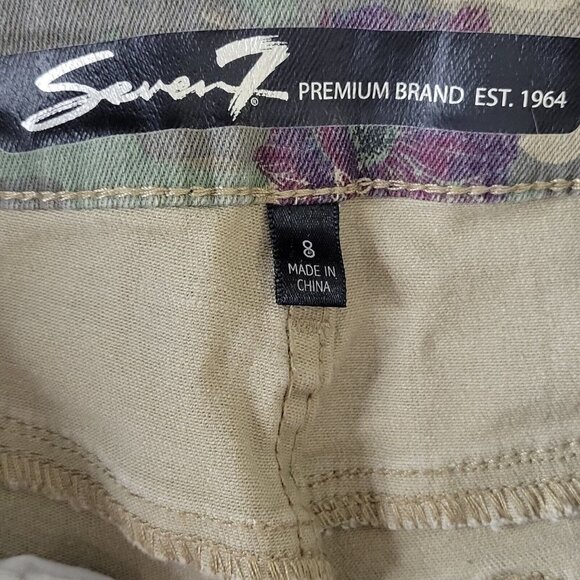 Seven7® PREMIUM BRAND EST. 1964
8
MADE IN
CHINA